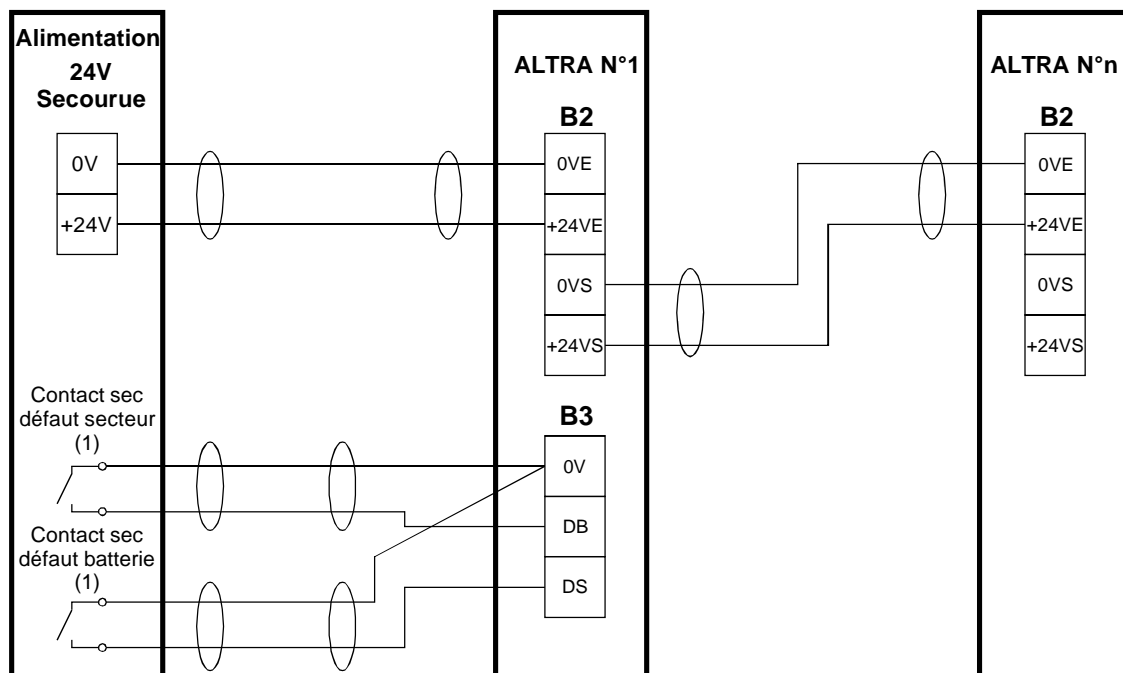 Alimentation
24V
Secourue
0V
+24V
Contact sec
défaut secteur
(1)
Contact sec
défaut batterie
(1)
ALTRA N°1
B2
0VE
+24VE
0VS
+24VS
B3
0V
DB
DS
ALTRA N°n
B2
0VE
+24VE
0VS
+24VS